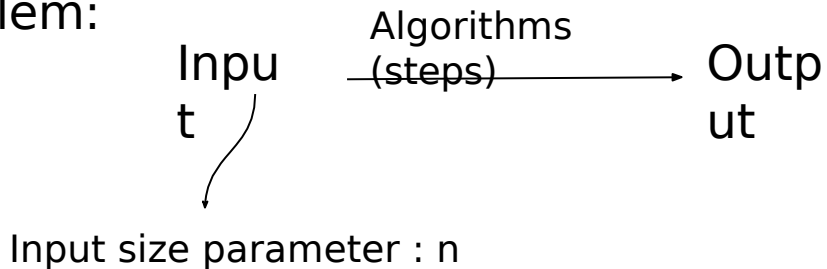 lem:
Algorithms
(steps)
Inpu
t
Outp
ut
Input size parameter : n